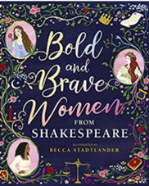 Bold
and
Brave
Women
FROM
SHAKESPEARE
ILLUSTRATED BY
BECCA STADTLANDER